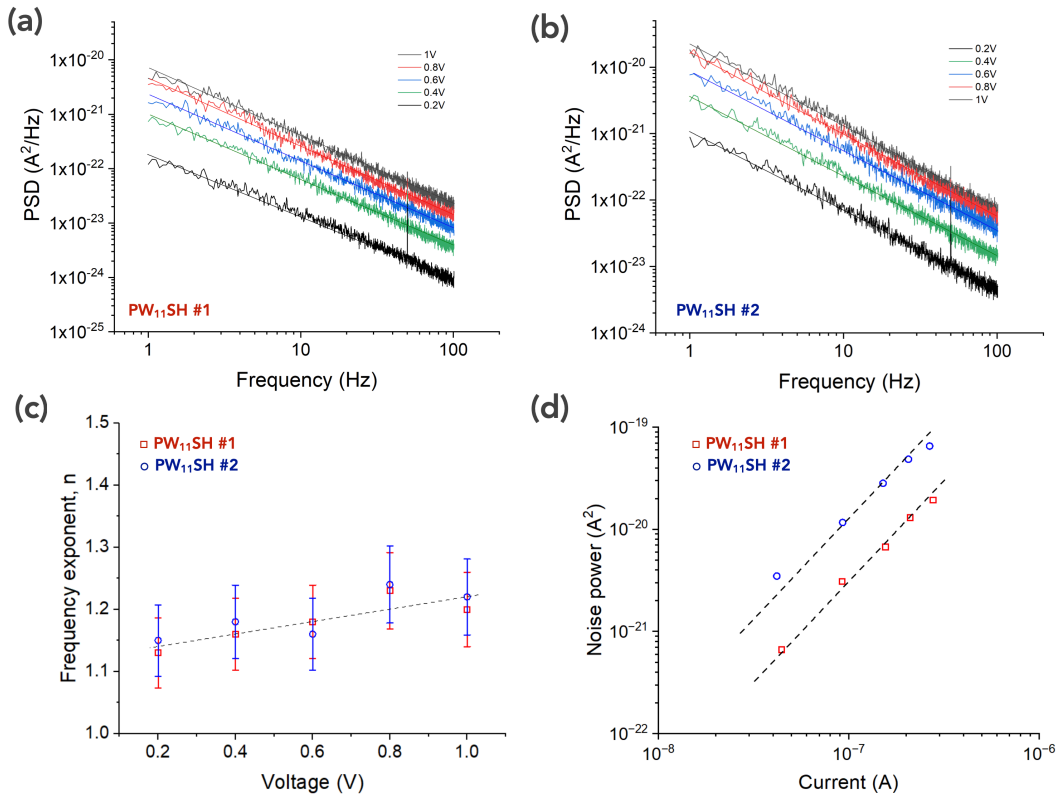 (a)
PSD (A²/Hz)
1x10⁻²⁰
1x10⁻²¹
1x10⁻²²
1x10⁻²³
1x10⁻²⁴
1x10⁻²⁵
1V
0.8V
0.6V
0.4V
0.2V
PW₁₁SH #1
1
10
100
Frequency (Hz)
(b)
PSD (A²/Hz)
1x10⁻²⁰
1x10⁻²¹
1x10⁻²²
1x10⁻²³
1x10⁻²⁴
0.2V
0.4V
0.6V
0.8V
1V
PW₁₁SH #2
1
10
100
Frequency (Hz)
(c)
Frequency exponent, n
1.5
1.4
1.3
1.2
1.1
1.0
PW₁₁SH #1
PW₁₁SH #2
0.2
0.4
0.6
0.8
1.0
Voltage (V)
(d)
Noise power (A²)
10⁻¹⁹
10⁻²⁰
10⁻²¹
10⁻²²
PW₁₁SH #1
PW₁₁SH #2
10⁻⁸
10⁻⁷
10⁻⁶
Current (A)